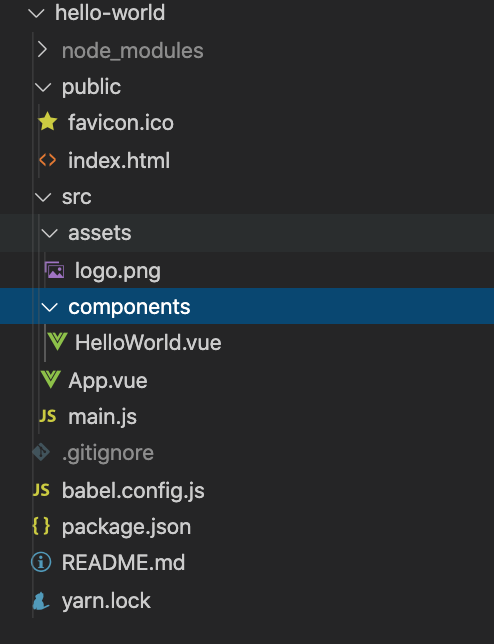 hello-world
node_modules
public
favicon.ico
index.html
src
assets
logo.png
components
HelloWorld.vue
App.vue
JS main.js
.gitignore
JS babel.config.js
{ } package.json
README.md
yarn.lock